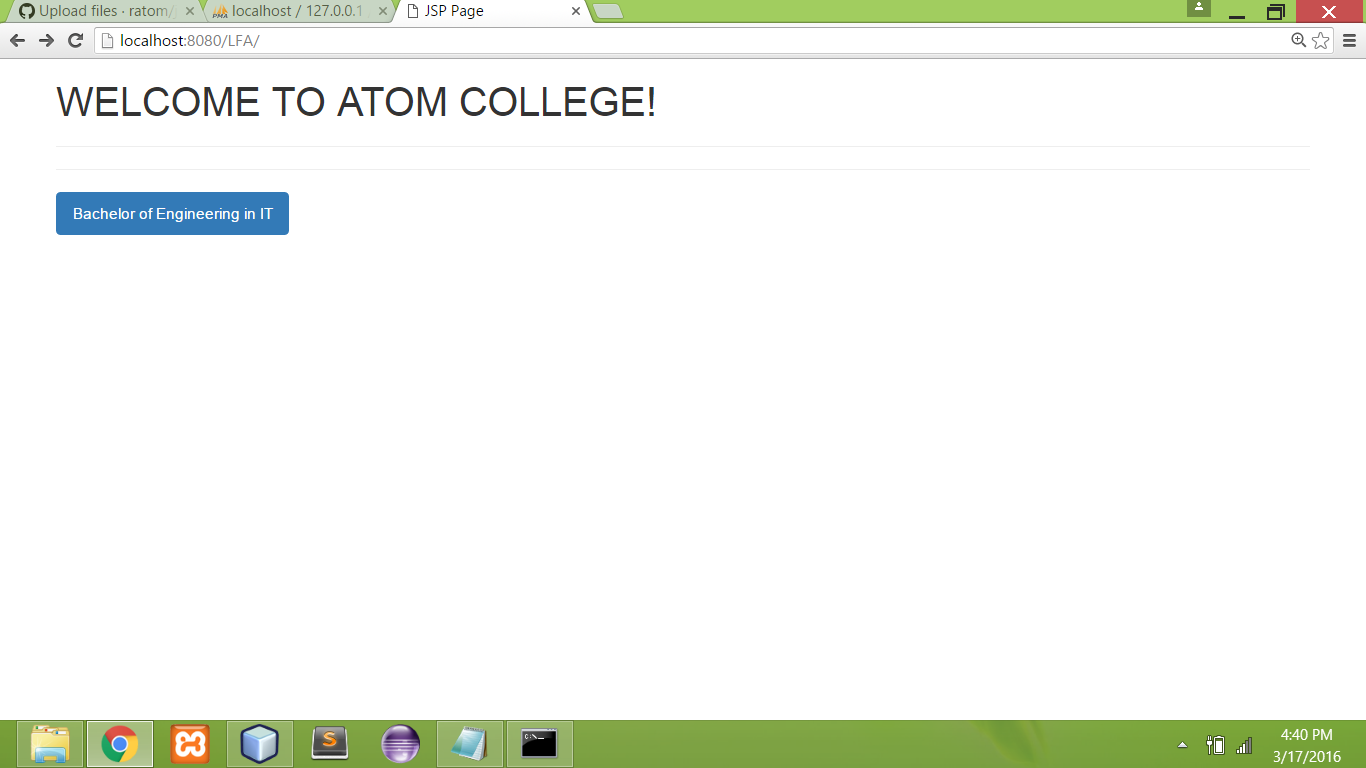 Upload files · ratom/
localhost / 127.0.0.1
JSP Page
localhost:8080/LFA/
WELCOME TO ATOM COLLEGE!
Bachelor of Engineering in IT
4:40 PM
3/17/2016